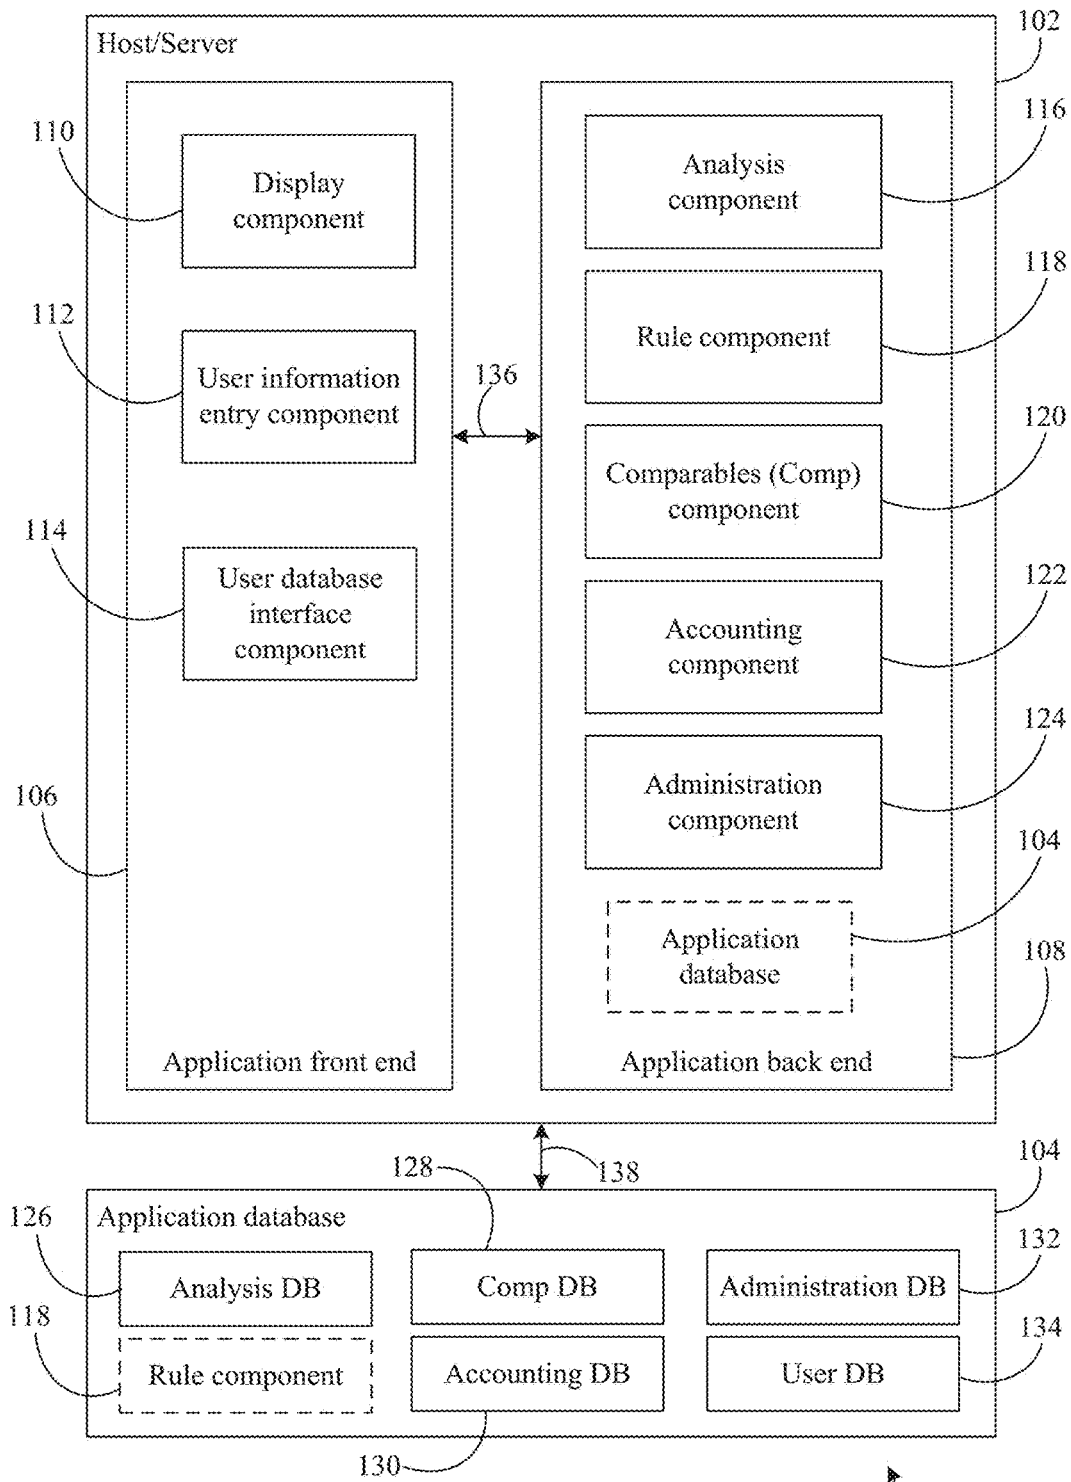 Host/Server
102
110
Display
component
112
User information
entry component
114
User database
interface
component
106
Application front end
136
116
Analysis
component
118
Rule component
120
Comparables (Comp)
component
122
Accounting
component
124
Administration
component
104
Application
database
108
Application back end
138
104
Application database
126
Analysis DB
128
Comp DB
132
Administration DB
118
Rule component
Accounting DB
130
134
User DB